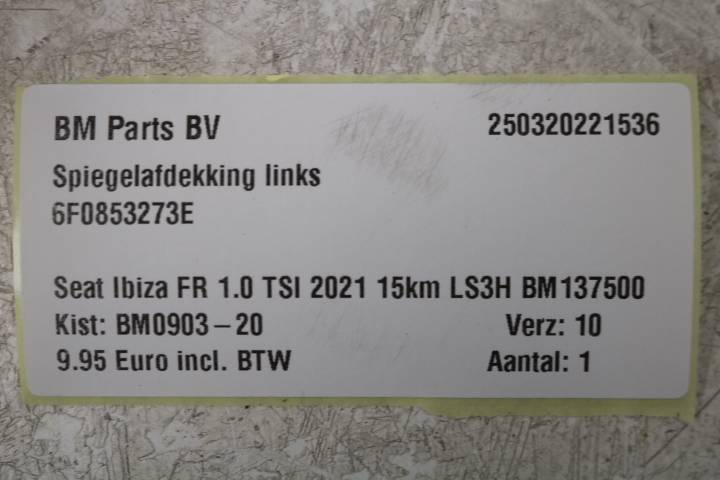 BM Parts BV 250320221536
Spiegelafdekking links
6F0853273E
Seat Ibiza FR 1.0 TSI 2021 15km LS3H BM137500
Kist: BM0903-20 Verz: 10
9.95 Euro incl. BTW Aantal: 1